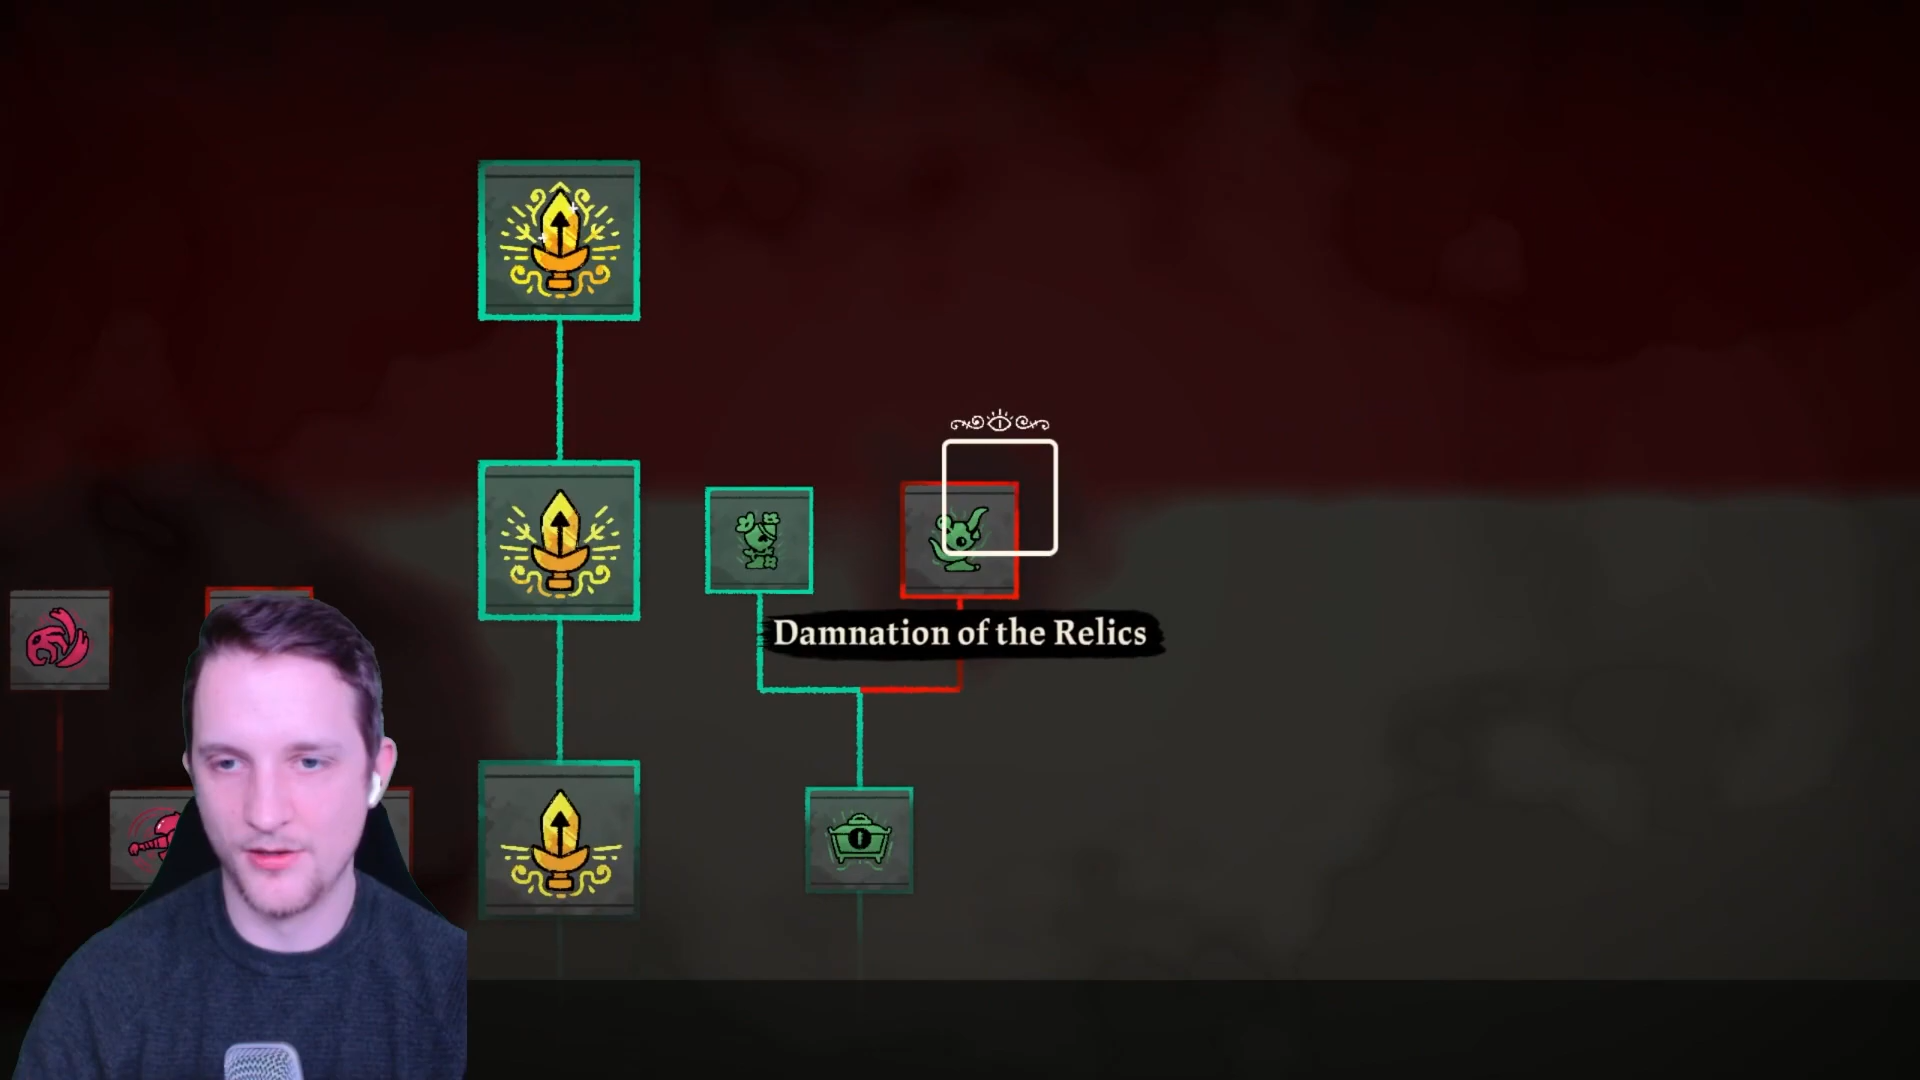 Damnation of the Relics